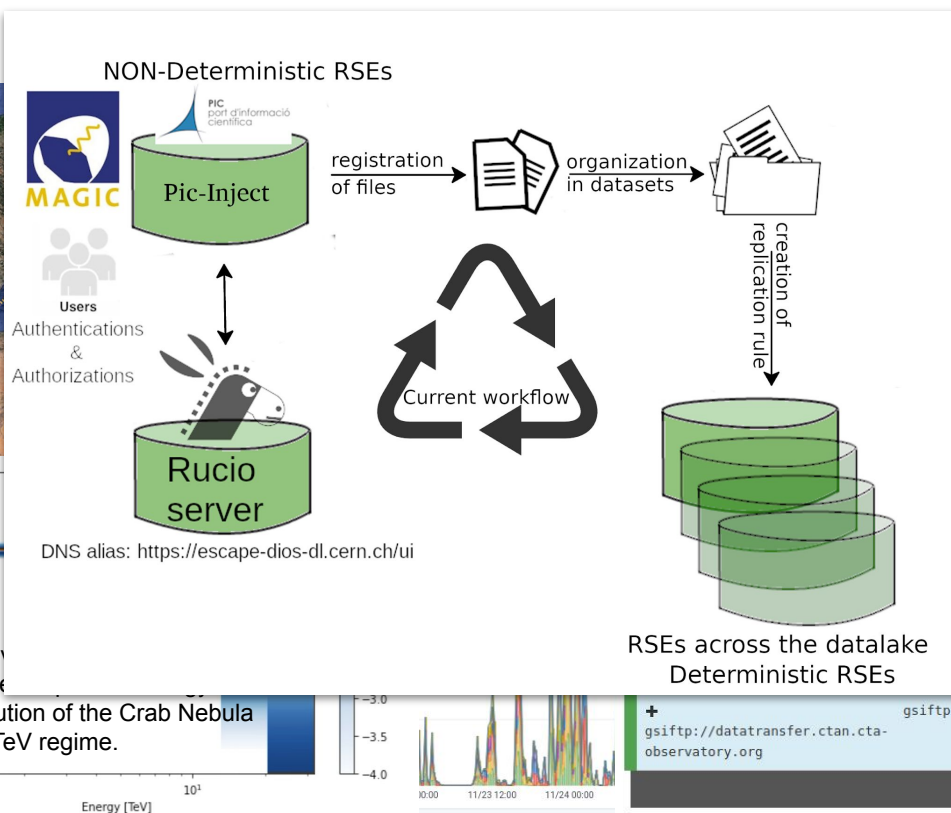 NON-Deterministic RSEs
PIC
port d'informació
científica
MAGIC
Pic-Inject
registration
of files
organization
in datasets
creation of
replication rule
Users
Authentications
&
Authorizations
Current workflow
Rucio
server
DNS alias: https://escape-dios-dl.cern.ch/ui
RSEs across the datalake
Deterministic RSEs
of the Crab Nebula
TeV regime.
10¹
Energy [TeV]
−3.0
−3.5
−4.0
00:00
11/23 12:00
11/24 00:00
+
gsiftp
gsiftp://datatransfer.ctan.cta-
observatory.org